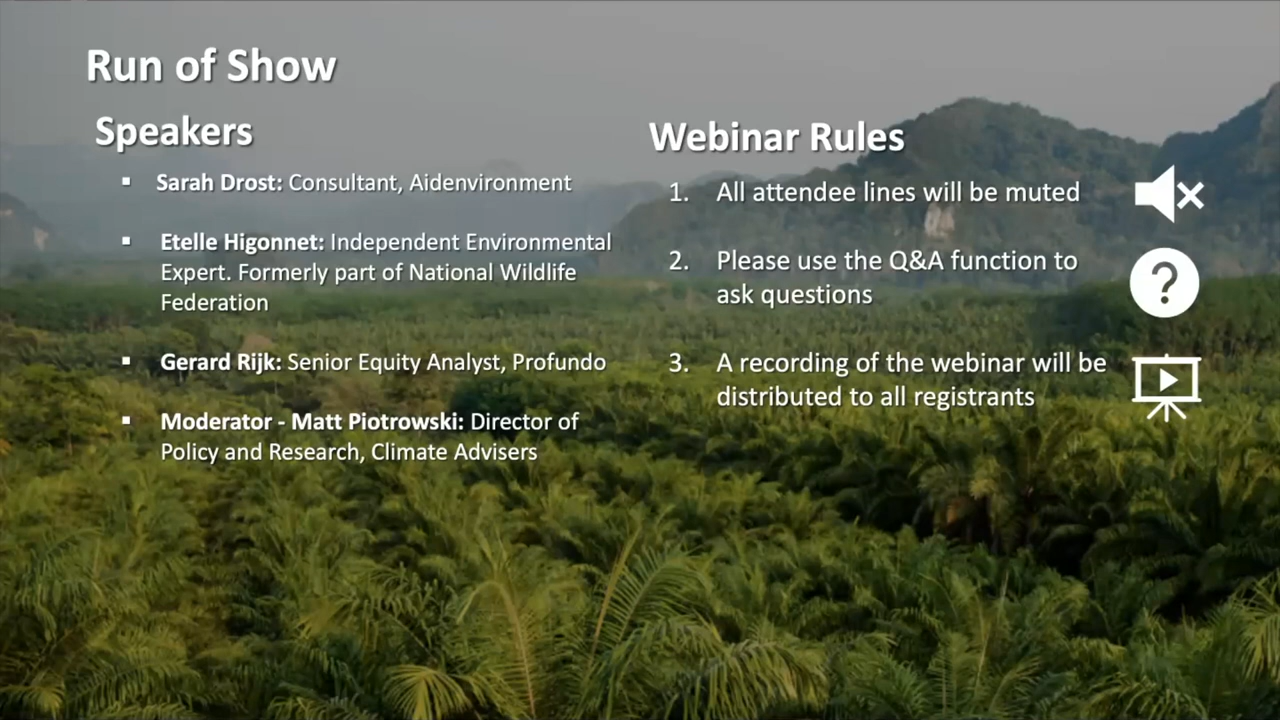 Run of Show
Speakers
▪ Sarah Drost: Consultant, Aidenvironment
▪ Etelle Higonnet: Independent Environmental
Expert. Formerly part of National Wildlife
Federation
▪ Gerard Rijk: Senior Equity Analyst, Profundo
▪ Moderator - Matt Piotrowski: Director of
Policy and Research, Climate Advisers
Webinar Rules
1. All attendee lines will be muted
2. Please use the Q&A function to
ask questions
?
3. A recording of the webinar will be
distributed to all registrants